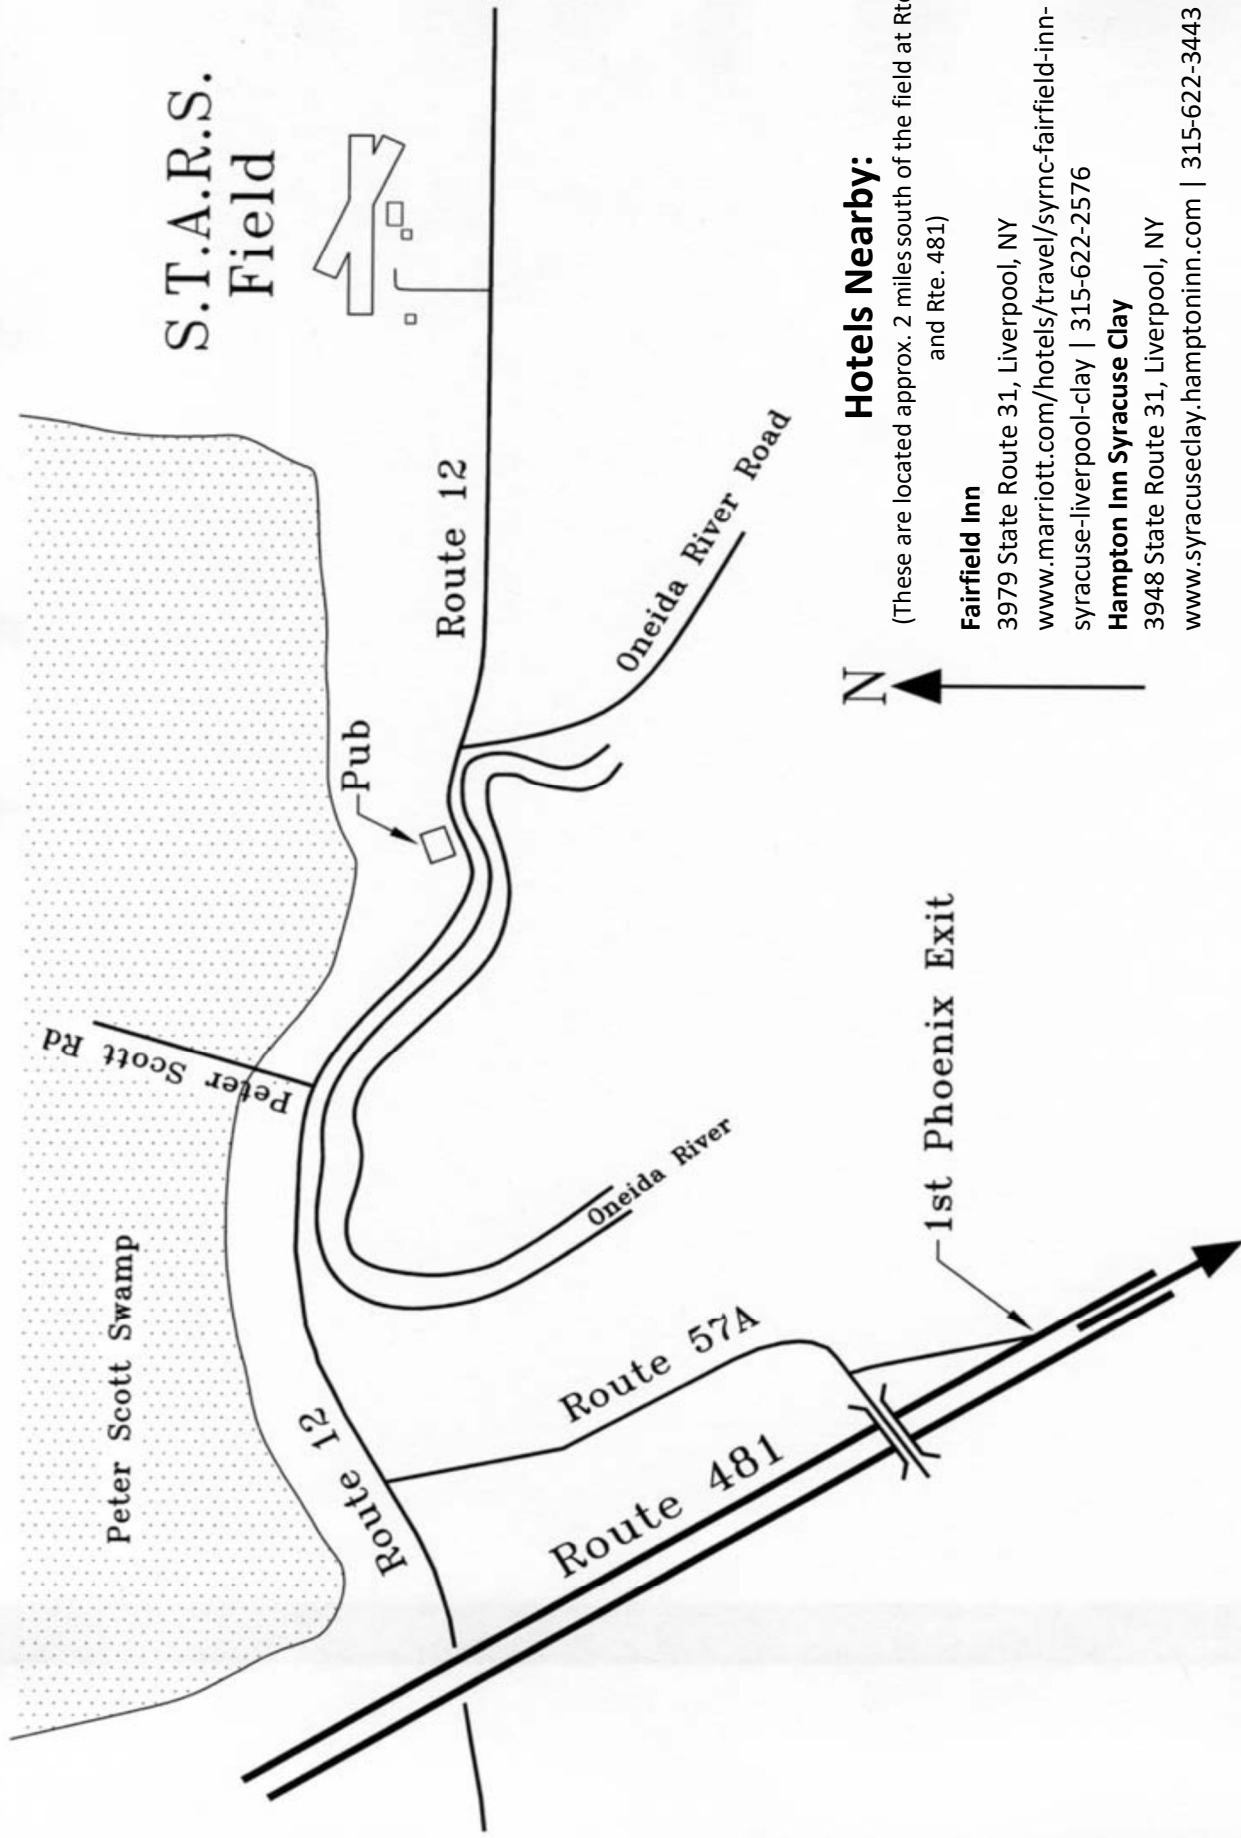 S.T.A.R.S.
Field
Peter Scott Swamp
Peter Scott Rd
Pub
Route 12
Route 12
Oneida River Road
Oneida River
Route 57A
Route 481
1st Phoenix Exit
N
Hotels Nearby:
(These are located approx. 2 miles south of the field at Rte
and Rte. 481)
Fairfield Inn
3979 State Route 31, Liverpool, NY
www.marriott.com/hotels/travel/syrnc-fairfield-inn-
syracuse-liverpool-clay | 315-622-2576
Hampton Inn Syracuse Clay
3948 State Route 31, Liverpool, NY
www.syracuseclay.hamptoninn.com | 315-622-3443